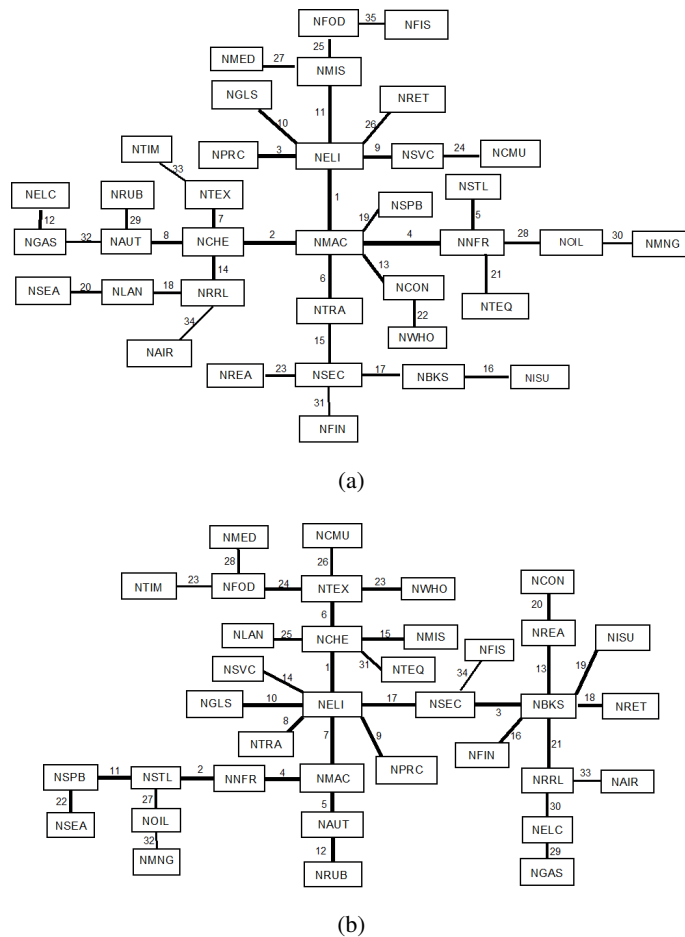 35
NFOD NFIS
25
NMED 27
NMIS
NGLS NRET
11
10 26
NPRC 3 9 NSVC 24 NCMU
NELI
NTIM
33
NELC NRUB NTEX 1 NSPB NSTL
19
12 29 7 5
NGAS 32 NAUT 8 NCHE 2 NMAC 4 NNFR 28 NOIL 30 NMNG
14 13
6 21
NSEA 20 NLAN 18 NRRL NCON
NTRA NTEQ
34 22
NAIR 15 NWHO
NREA 23 NSEC 17 NBKS 16 NISU
31
NFIN
(a)
NMED NCMU
28 26
NTIM 23 NFOD 24 NTEX 23 NWHO
NCON
6 20
NLAN 25 NCHE 15 NMIS NREA NISU
NFIS
31 NTEQ 34 19
NSVC 14 1 13
NGLS 10 NELI 17 NSEC 3 NBKS 18 NRET
8 9 16
NTRA 7 NFIN 21
NPRC
NSPB 11 NSTL 2 NNFR 4 NMAC NRRL 33 NAIR
22 27 5 30
NSEA NOIL NAUT NELC
32 12 29
NMNG NRUB NGAS
(b)